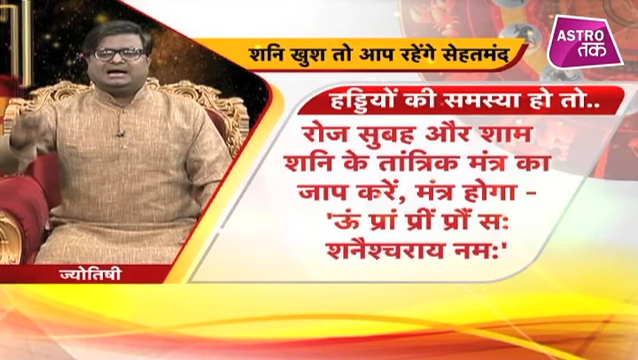 शनि खुश तो आप रहेंगे सेहतमंद
ASTRO
तक
हड्डियों की समस्या हो तो..
रोज सुबह और शाम
शनि के तांत्रिक मंत्र का
जाप करें, मंत्र होगा -
'ऊं प्रां प्रीं प्रौं स:
शनैश्चराय नम:'
ज्योतिषी